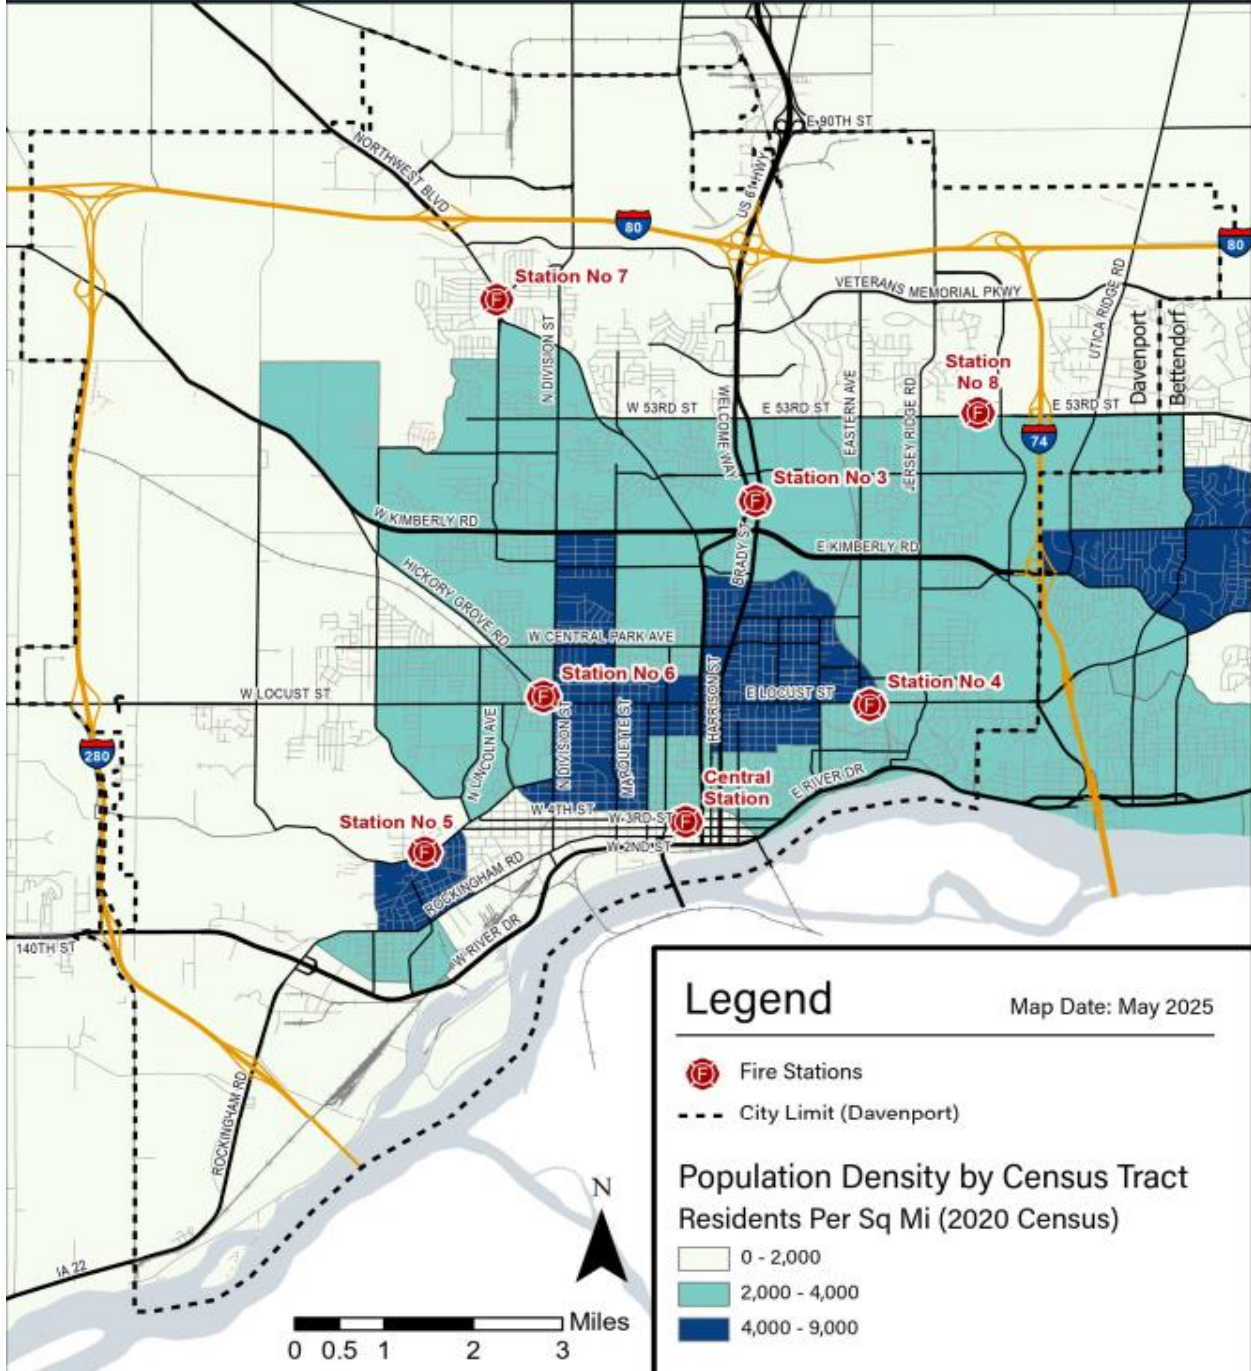 E 90TH ST
NORTHWEST BLVD
US 61 HWY
80
80
Station No 7
VETERANS MEMORIAL PKWY
UTICA RIDGE RD
Davenport
Bettendorf
N DIVISION ST
Station
No 8
W 53RD ST
WELCOME WAY
E 53RD ST
EASTERN AVE
JERSEY RIDGE RD
E 53RD ST
74
Station No 3
W KIMBERLY RD
BRADY ST
E KIMBERLY RD
HICKORY GROVE RD
W CENTRAL PARK AVE
Station No 6
W LOCUST ST
E LOCUST ST
Station No 4
HARRISON ST
N LINCOLN AVE
N DIVISION ST
MARQUETTE ST
280
Central
Station
E RIVER DR
W 4TH ST
W 3RD ST
Station No 5
W 2ND ST
ROCKINGHAM RD
W RIVER DR
140TH ST
ROCKINGHAM RD
IA 22
N
Miles
0 0.5 1 2 3
Legend
Map Date: May 2025
F Fire Stations
City Limit (Davenport)
Population Density by Census Tract
Residents Per Sq Mi (2020 Census)
0 - 2,000
2,000 - 4,000
4,000 - 9,000